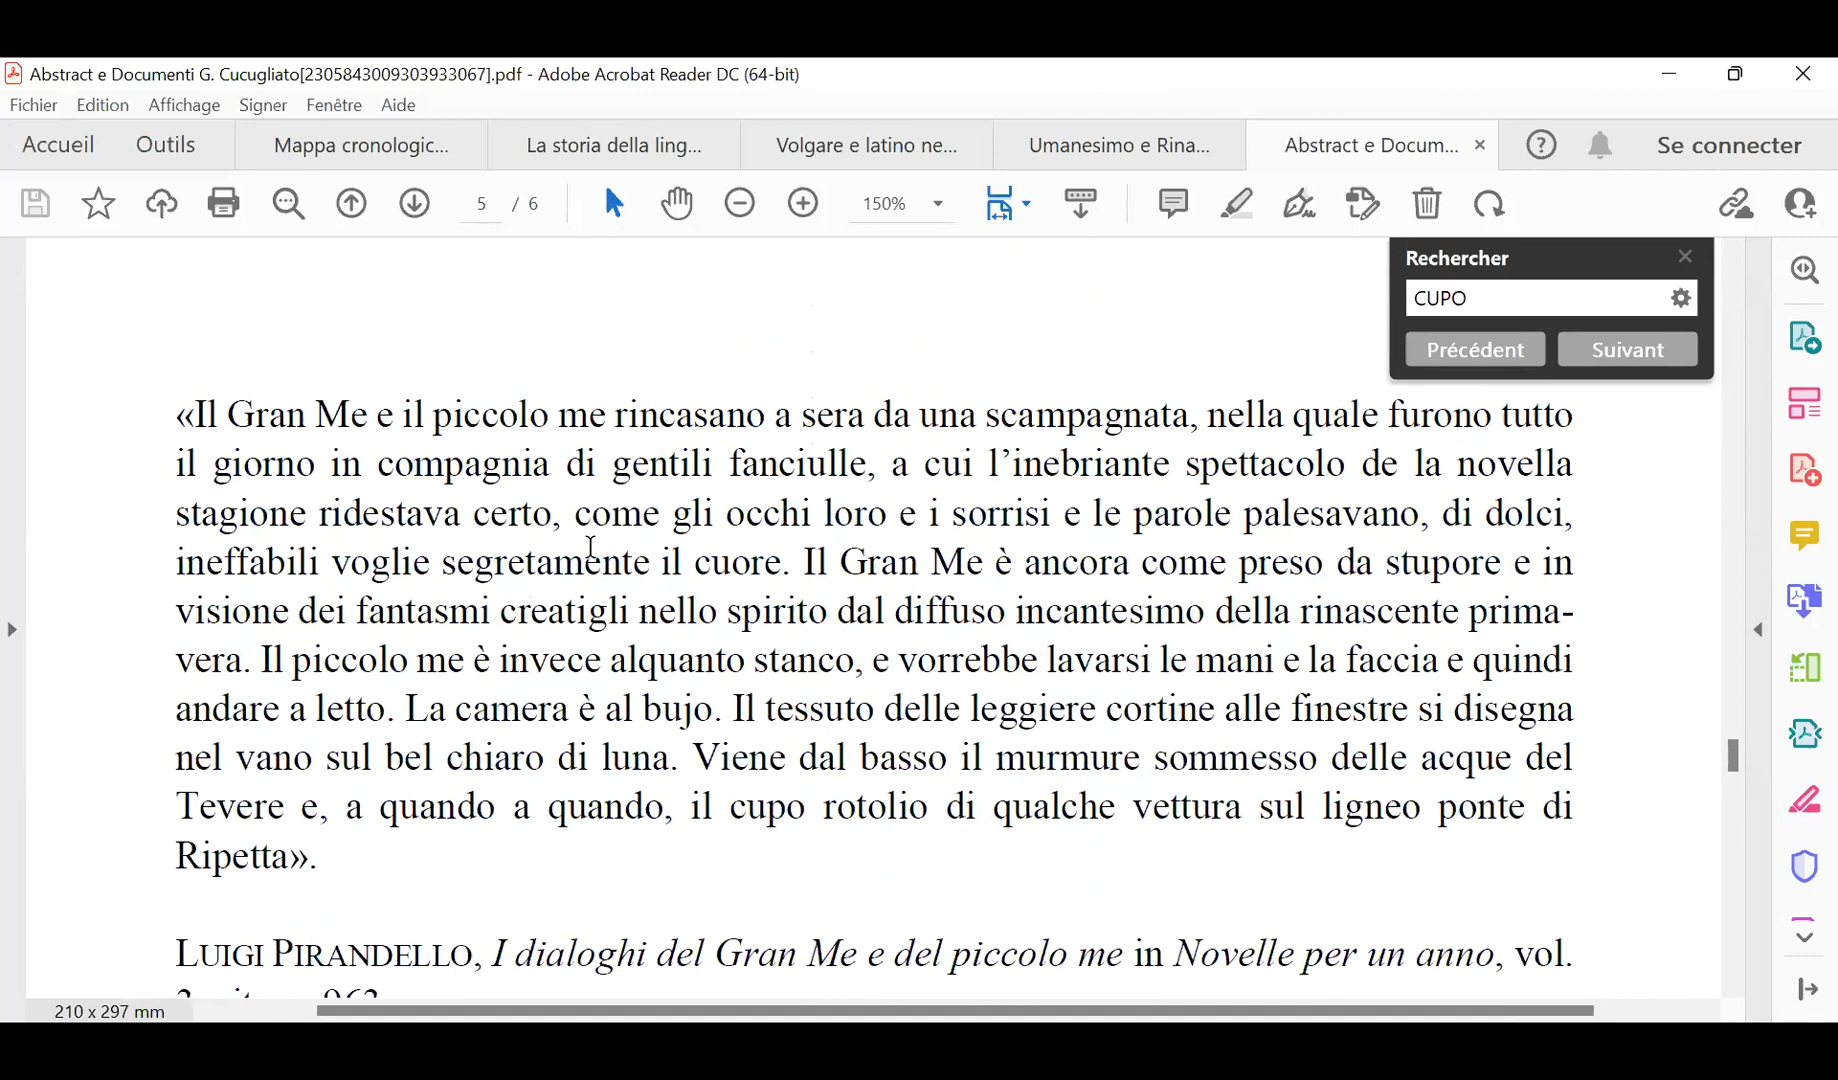 Abstract e Documenti G. Cucugliato[2305843009303933067].pdf - Adobe Acrobat Reader DC (64-bit)
Fichier Edition Affichage Signer Fenêtre Aide
Accueil Outils Mappa cronologic... La storia della ling... Volgare e latino ne... Umanesimo e Rina... Abstract e Docum... Se connecter
5 / 6 150%
Rechercher
CUPO
Précédent Suivant
«Il Gran Me e il piccolo me rincasano a sera da una scampagnata, nella quale furono tutto
il giorno in compagnia di gentili fanciulle, a cui l’inebriante spettacolo de la novella
stagione ridestava certo, come gli occhi loro e i sorrisi e le parole palesavano, di dolci,
ineffabili voglie segretamente il cuore. Il Gran Me è ancora come preso da stupore e in
visione dei fantasmi creatigli nello spirito dal diffuso incantesimo della rinascente prima-
vera. Il piccolo me è invece alquanto stanco, e vorrebbe lavarsi le mani e la faccia e quindi
andare a letto. La camera è al bujo. Il tessuto delle leggiere cortine alle finestre si disegna
nel vano sul bel chiaro di luna. Viene dal basso il murmure sommesso delle acque del
Tevere e, a quando a quando, il cupo rotolio di qualche vettura sul ligneo ponte di
Ripetta».
LUIGI PIRANDELLO, I dialoghi del Gran Me e del piccolo me in Novelle per un anno, vol.
210 x 297 mm